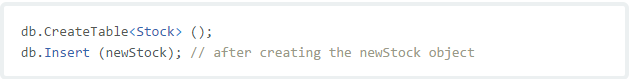 db.CreateTable<Stock> ();
db.Insert (newStock); // after creating the newStock object